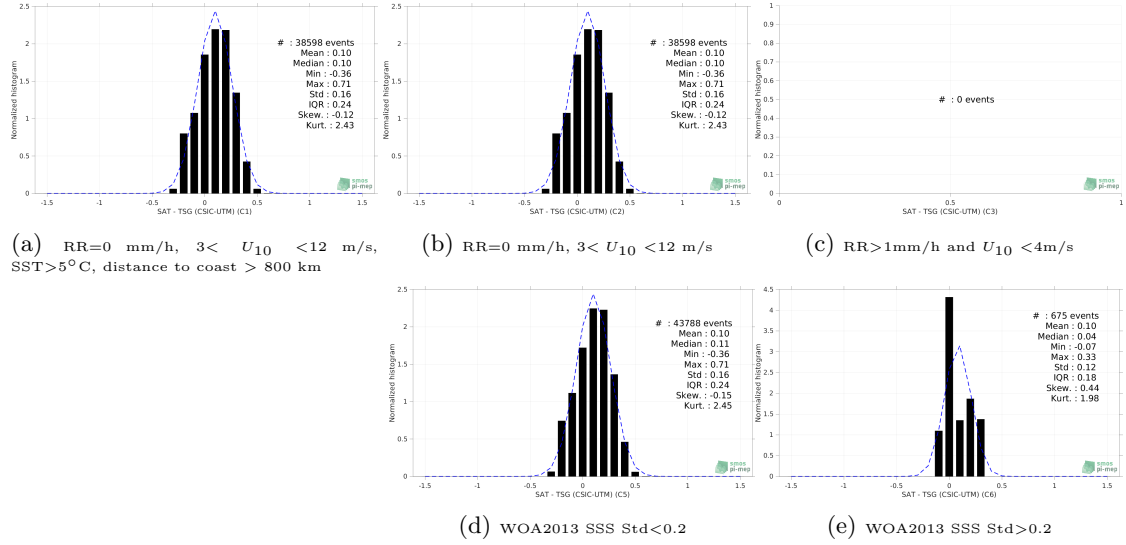 2.5
2
1.5
1
0.5
0
Normalized histogram
# : 38598 events
Mean : 0.10
Median : 0.10
Min : -0.36
Max : 0.71
Std : 0.16
IQR : 0.24
Skew. : -0.12
Kurt. : 2.43
smos
pi-mep
-1.5 -1 -0.5 0 0.5 1 1.5
SAT - TSG (CSIC-UTM) (C1)
(a) RR=0 mm/h, 3< U10 <12 m/s,
SST>5°C, distance to coast > 800 km
2.5
2
1.5
1
0.5
0
Normalized histogram
# : 38598 events
Mean : 0.10
Median : 0.10
Min : -0.36
Max : 0.71
Std : 0.16
IQR : 0.24
Skew. : -0.12
Kurt. : 2.43
smos
pi-mep
-1.5 -1 -0.5 0 0.5 1 1.5
SAT - TSG (CSIC-UTM) (C2)
(b) RR=0 mm/h, 3< U10 <12 m/s
1
0.9
0.8
0.7
0.6
0.5
0.4
0.3
0.2
0.1
0
Normalized histogram
# : 0 events
smos
pi-mep
0 0.5 1
SAT - TSG (CSIC-UTM) (C3)
(c) RR>1mm/h and U10 <4m/s
2.5
2
1.5
1
0.5
0
Normalized histogram
# : 43788 events
Mean : 0.10
Median : 0.11
Min : -0.36
Max : 0.71
Std : 0.16
IQR : 0.24
Skew. : -0.15
Kurt. : 2.45
smos
pi-mep
-1.5 -1 -0.5 0 0.5 1 1.5
SAT - TSG (CSIC-UTM) (C5)
(d) WOA2013 SSS Std<0.2
4.5
4
3.5
3
2.5
2
1.5
1
0.5
0
Normalized histogram
# : 675 events
Mean : 0.10
Median : 0.04
Min : -0.07
Max : 0.33
Std : 0.12
IQR : 0.18
Skew. : 0.44
Kurt. : 1.98
smos
pi-mep
-1.5 -1 -0.5 0 0.5 1 1.5
SAT - TSG (CSIC-UTM) (C6)
(e) WOA2013 SSS Std>0.2